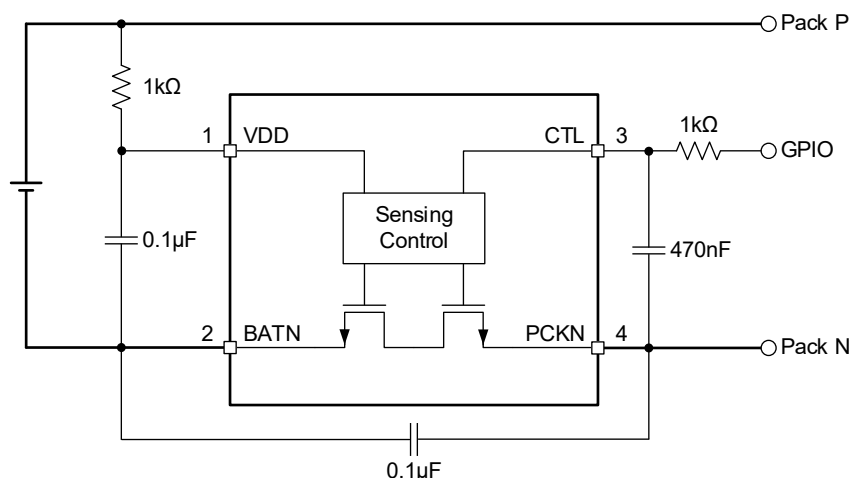 Pack P
1kΩ
1
VDD
CTL
3
1kΩ
GPIO
Sensing
Control
0.1µF
470nF
2
BATN
PCKN
4
Pack N
0.1µF